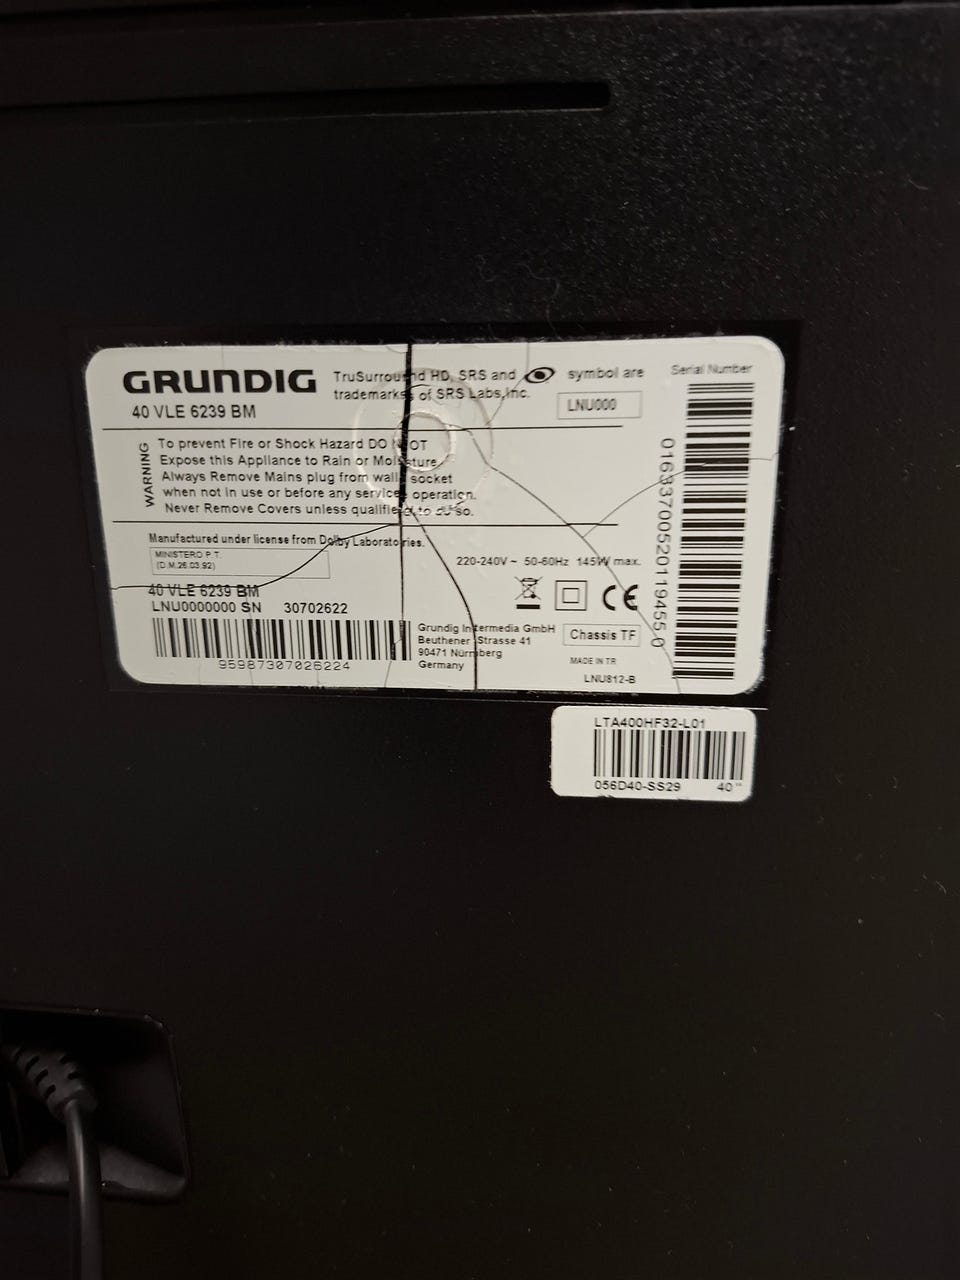 GRUNDIG
40 VLE 6239 BM
TruSurround HD, SRS and symbol are
trademarks of SRS Labs,Inc.
LNU000
Serial Number
WARNING
To prevent Fire or Shock Hazard DO NOT
Expose this Appliance to Rain or Moisture
Always Remove Mains plug from wall socket
when not in use or before any service operation.
Never Remove Covers unless qualified to do so.
Manufactured under license from Dolby Laboratories.
MINISTERO P.T.
(D.M.26.03.92)
220-240V ~ 50-60Hz 145W max.
40 VLE 6239 BM
LNU0000000 SN 30702622
95987307026224
Grundig Intermedia GmbH
Beuthener Strasse 41
90471 Nürnberg
Germany
CE
Chassis TF
MADE IN TR
LNU812-B
LTA400HF32-L01
056D40-SS29 40"